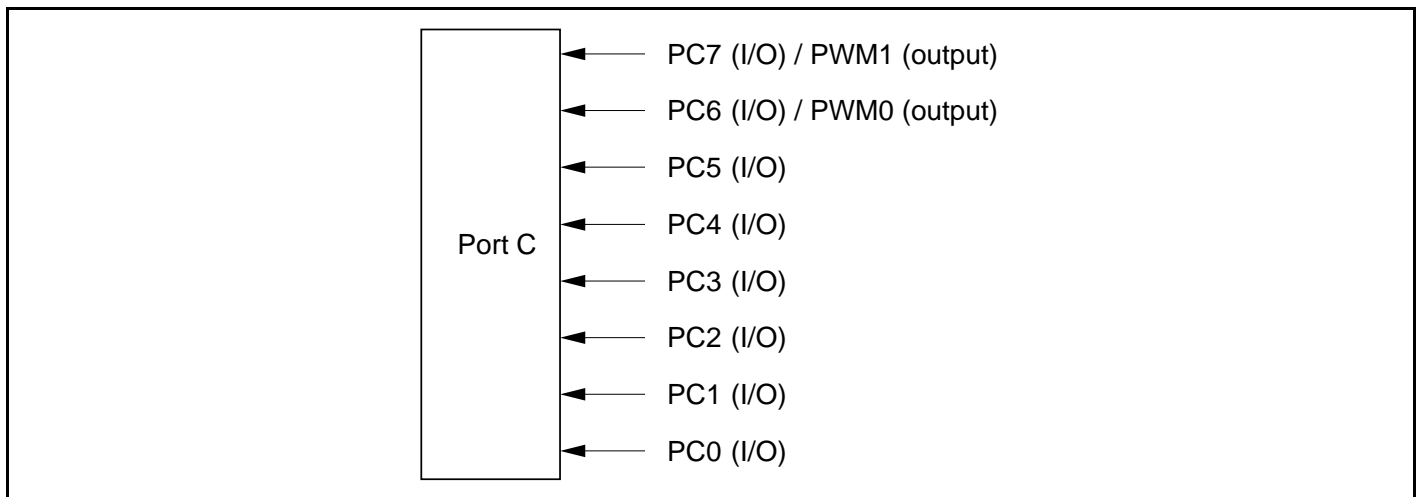 PC7 (I/O) / PWM1 (output)
PC6 (I/O) / PWM0 (output)
PC5 (I/O)
PC4 (I/O)
Port C
PC3 (I/O)
PC2 (I/O)
PC1 (I/O)
PC0 (I/O)